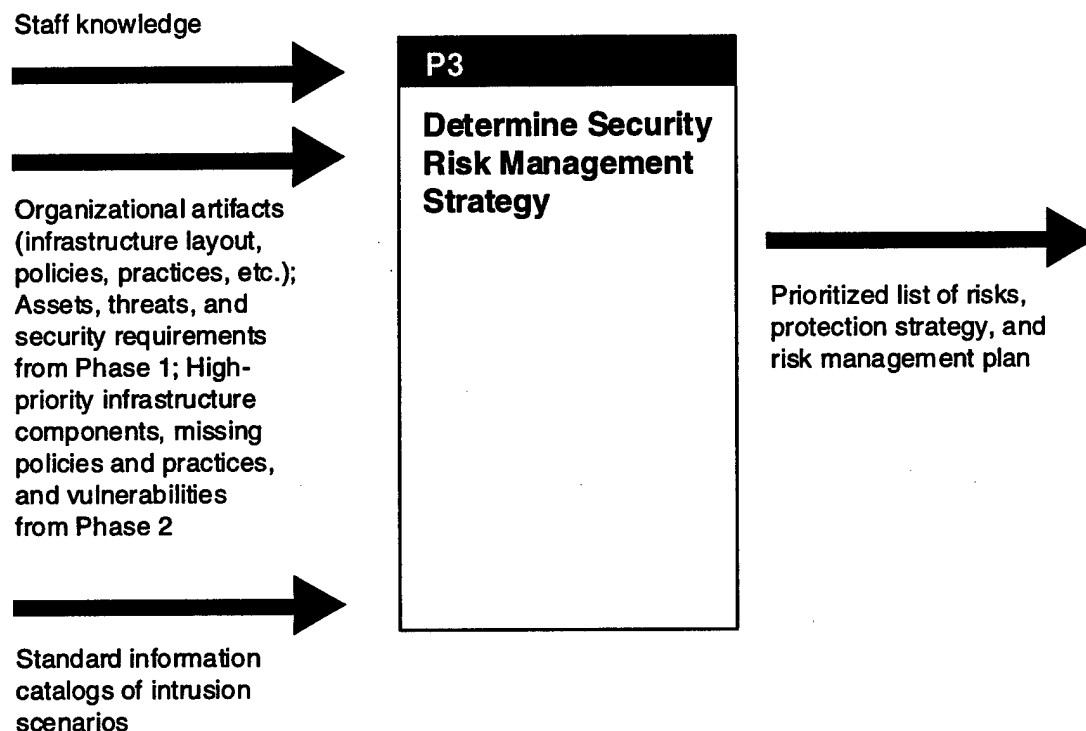 Staff knowledge
P3
Determine Security
Risk Management
Strategy
Organizational artifacts
(infrastructure layout,
policies, practices, etc.);
Assets, threats, and
security requirements
from Phase 1; High-
priority infrastructure
components, missing
policies and practices,
and vulnerabilities
from Phase 2
Standard information
catalogs of intrusion
scenarios
Prioritized list of risks,
protection strategy, and
risk management plan